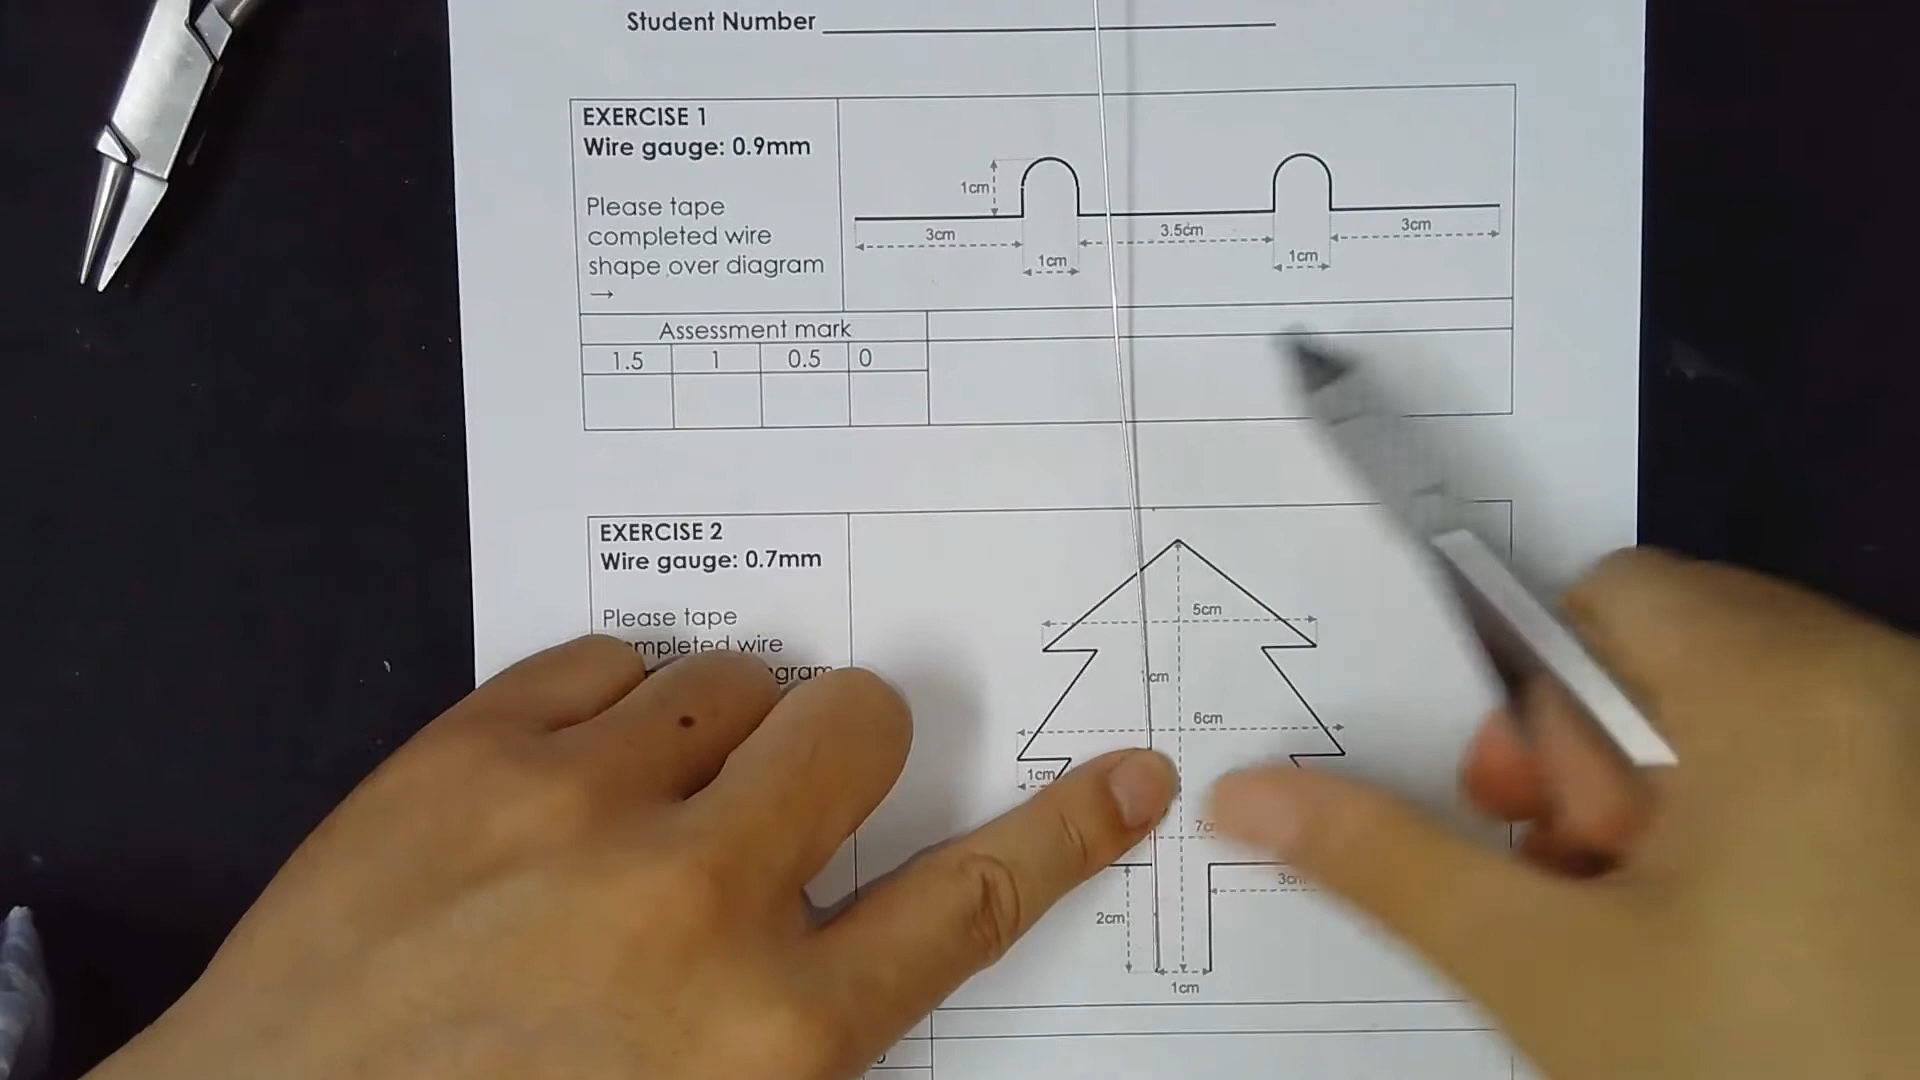 Student Number
EXERCISE 1
Wire gauge: 0.9mm
Please tape
completed wire
shape over diagram
→
1cm
3cm
3.5cm
3cm
1cm
1cm
Assessment mark
1.5 1 0.5 0
EXERCISE 2
Wire gauge: 0.7mm
Please tape
wire
5cm
6cm
1cm
2cm
1cm